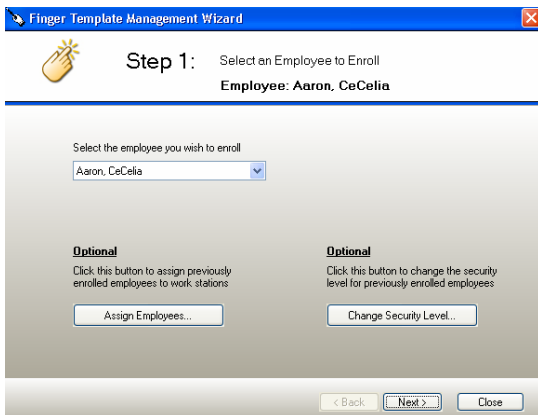 Finger Template Management Wizard
Step 1:
Select an Employee to Enroll
Employee: Aaron, CeCelia
Select the employee you wish to enroll
Aaron, CeCelia
Optional
Click this button to assign previously
enrolled employees to work stations
Assign Employees...
Optional
Click this button to change the security
level for previously enrolled employees
Change Security Level...
< Back
Next >
Close